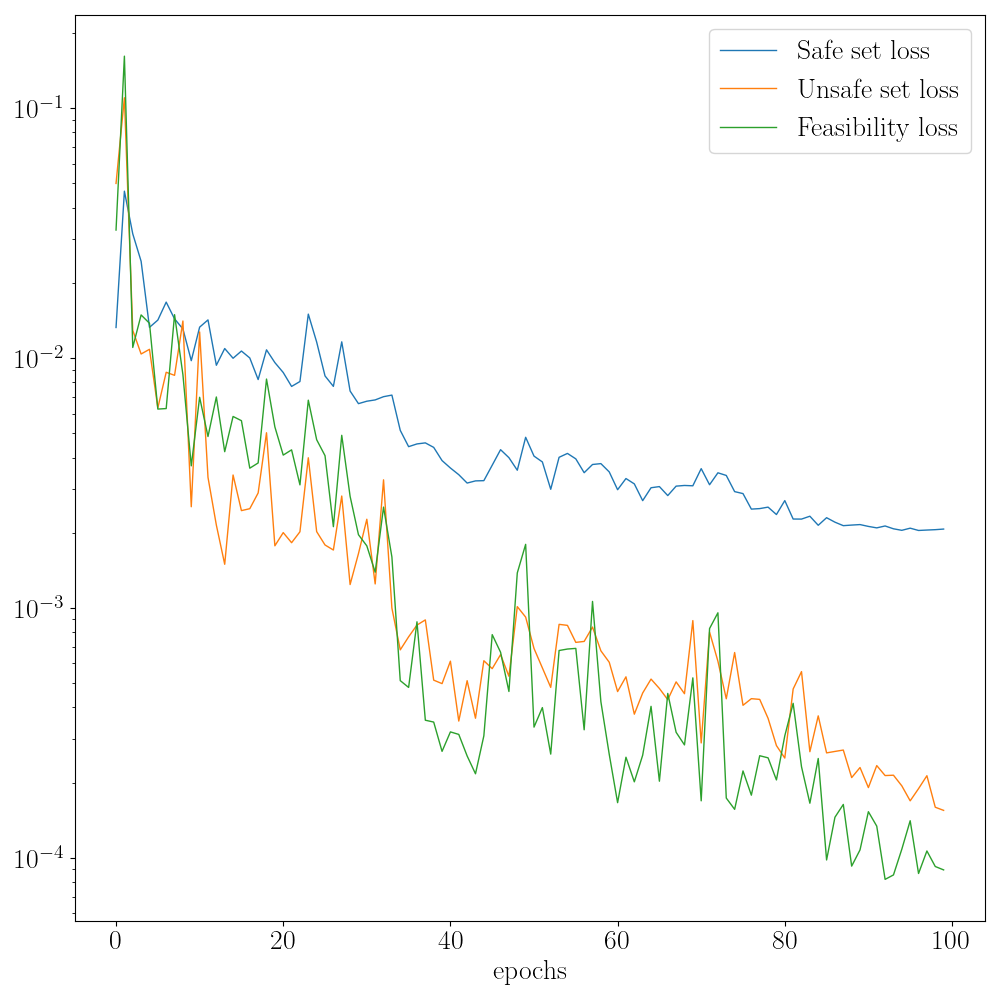 Safe set loss
Unsafe set loss
Feasibility loss
10⁻¹
10⁻²
10⁻³
10⁻⁴
0 20 40 60 80 100
epochs